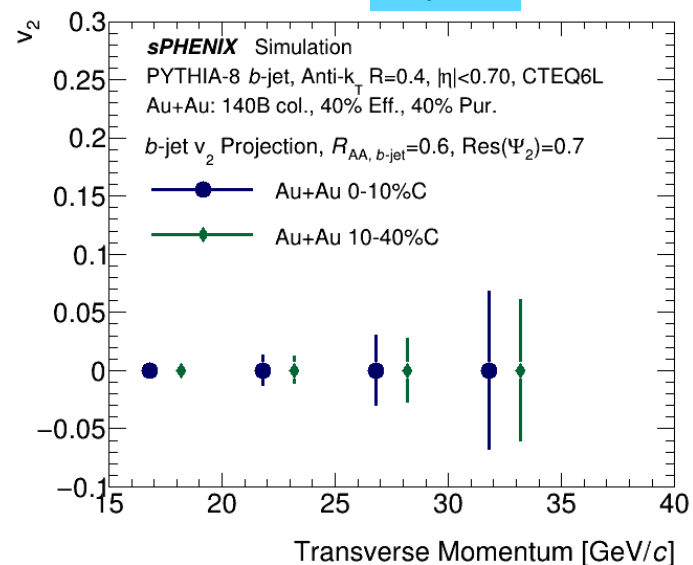 v2
0.3
0.25
0.2
0.15
0.1
0.05
0
−0.05
−0.1
sPHENIX Simulation
PYTHIA-8 b-jet, Anti-kT R=0.4, |η|<0.70, CTEQ6L
Au+Au: 140B col., 40% Eff., 40% Pur.
b-jet v2 Projection, RAA, b-jet=0.6, Res(Ψ2)=0.7
Au+Au 0-10%C
Au+Au 10-40%C
15 20 25 30 35 40
Transverse Momentum [GeV/c]